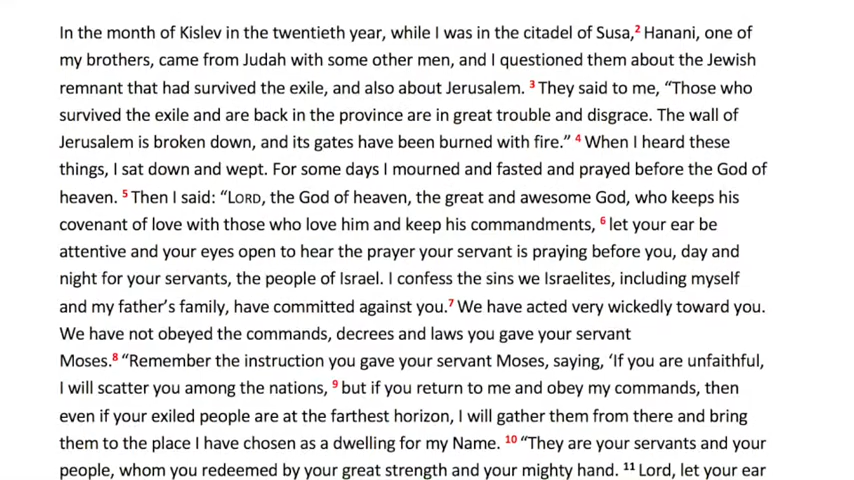 In the month of Kislev in the twentieth year, while I was in the citadel of Susa,² Hanani, one of
my brothers, came from Judah with some other men, and I questioned them about the Jewish
remnant that had survived the exile, and also about Jerusalem. ³ They said to me, “Those who
survived the exile and are back in the province are in great trouble and disgrace. The wall of
Jerusalem is broken down, and its gates have been burned with fire.” ⁴ When I heard these
things, I sat down and wept. For some days I mourned and fasted and prayed before the God of
heaven. ⁵ Then I said: “LORD, the God of heaven, the great and awesome God, who keeps his
covenant of love with those who love him and keep his commandments, ⁶ let your ear be
attentive and your eyes open to hear the prayer your servant is praying before you, day and
night for your servants, the people of Israel. I confess the sins we Israelites, including myself
and my father’s family, have committed against you.⁷ We have acted very wickedly toward you.
We have not obeyed the commands, decrees and laws you gave your servant
Moses.⁸ “Remember the instruction you gave your servant Moses, saying, ‘If you are unfaithful,
I will scatter you among the nations, ⁹ but if you return to me and obey my commands, then
even if your exiled people are at the farthest horizon, I will gather them from there and bring
them to the place I have chosen as a dwelling for my Name. ¹⁰ “They are your servants and your
people, whom you redeemed by your great strength and your mighty hand. ¹¹ Lord, let your ear